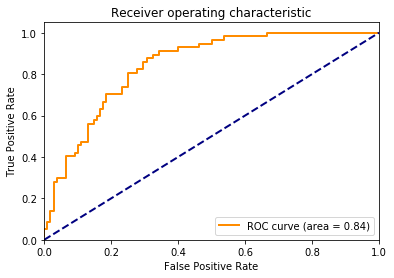 Receiver operating characteristic
1.0
0.8
0.6
0.4
0.2
0.0
True Positive Rate
ROC curve (area = 0.84)
0.0 0.2 0.4 0.6 0.8 1.0
False Positive Rate